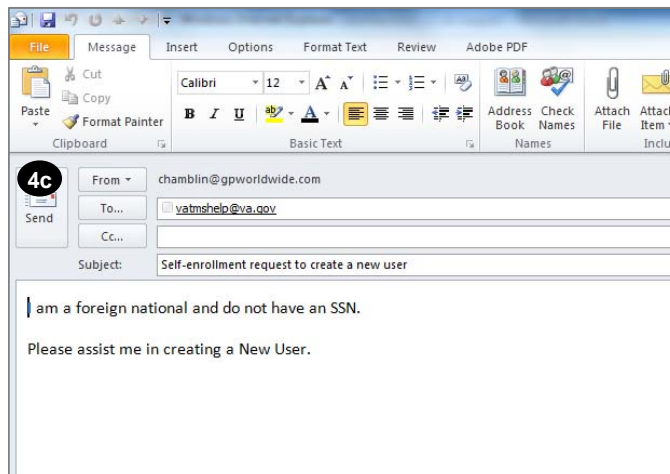 File Message Insert Options Format Text Review Adobe PDF
Cut
Copy
Paste
Format Painter
Calibri 12 A A
B I U ab A
Address Book
Check Names
Attach File
Attach Item
Clipboard Basic Text Names Inclu
4c
Send
From chamblin@gpworldwide.com
To... vatmshelp@va.gov
Cc...
Subject: Self-enrollment request to create a new user
I am a foreign national and do not have an SSN.
Please assist me in creating a New User.